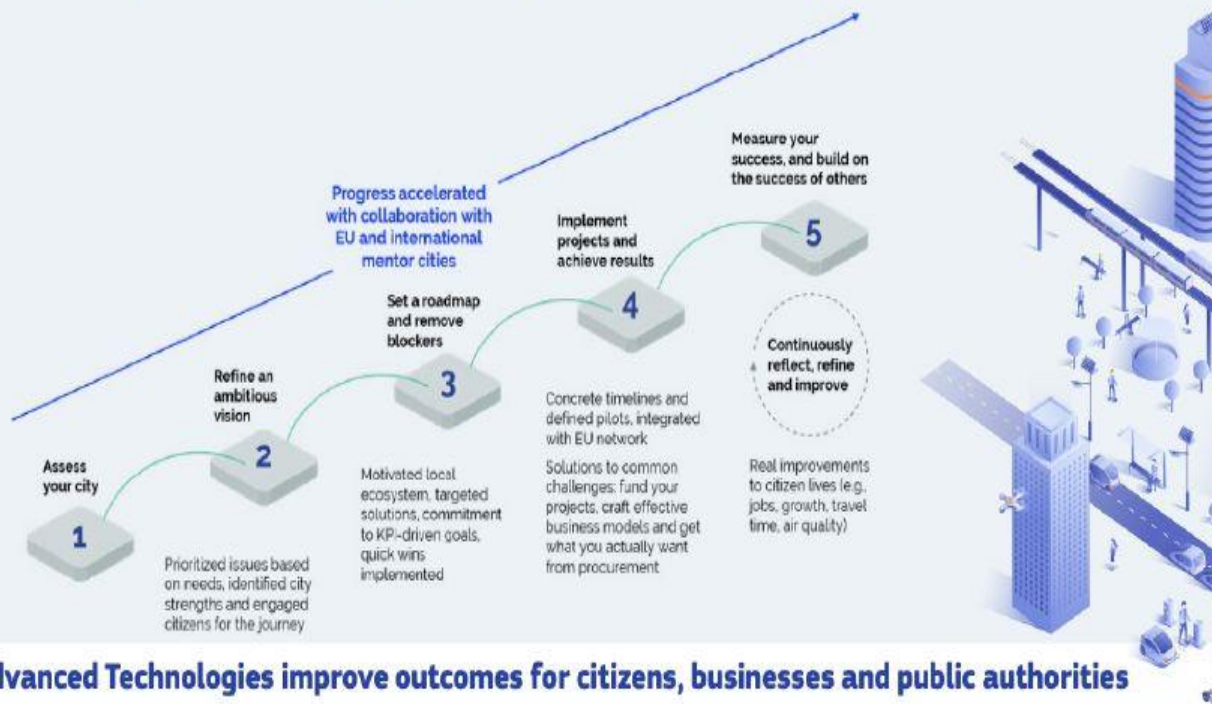 Progress accelerated
with collaboration with
EU and international
mentor cities
Assess
your city
1
Refine an
ambitious
vision
2
Prioritized issues based
on needs, identified city
strengths and engaged
citizens for the journey
Set a roadmap
and remove
blockers
3
Motivated local
ecosystem, targeted
solutions, commitment
to KPI-driven goals,
quick wins
implemented
Implement
projects and
achieve results
4
Concrete timelines and
defined pilots, integrated
with EU network
Solutions to common
challenges: fund your
projects, craft effective
business models and get
what you actually want
from procurement
Measure your
success, and build on
the success of others
5
Continuously
reflect, refine
and improve
Real improvements
to citizen lives (e.g.,
jobs, growth, travel
time, air quality)
dvanced Technologies improve outcomes for citizens, businesses and public authorities